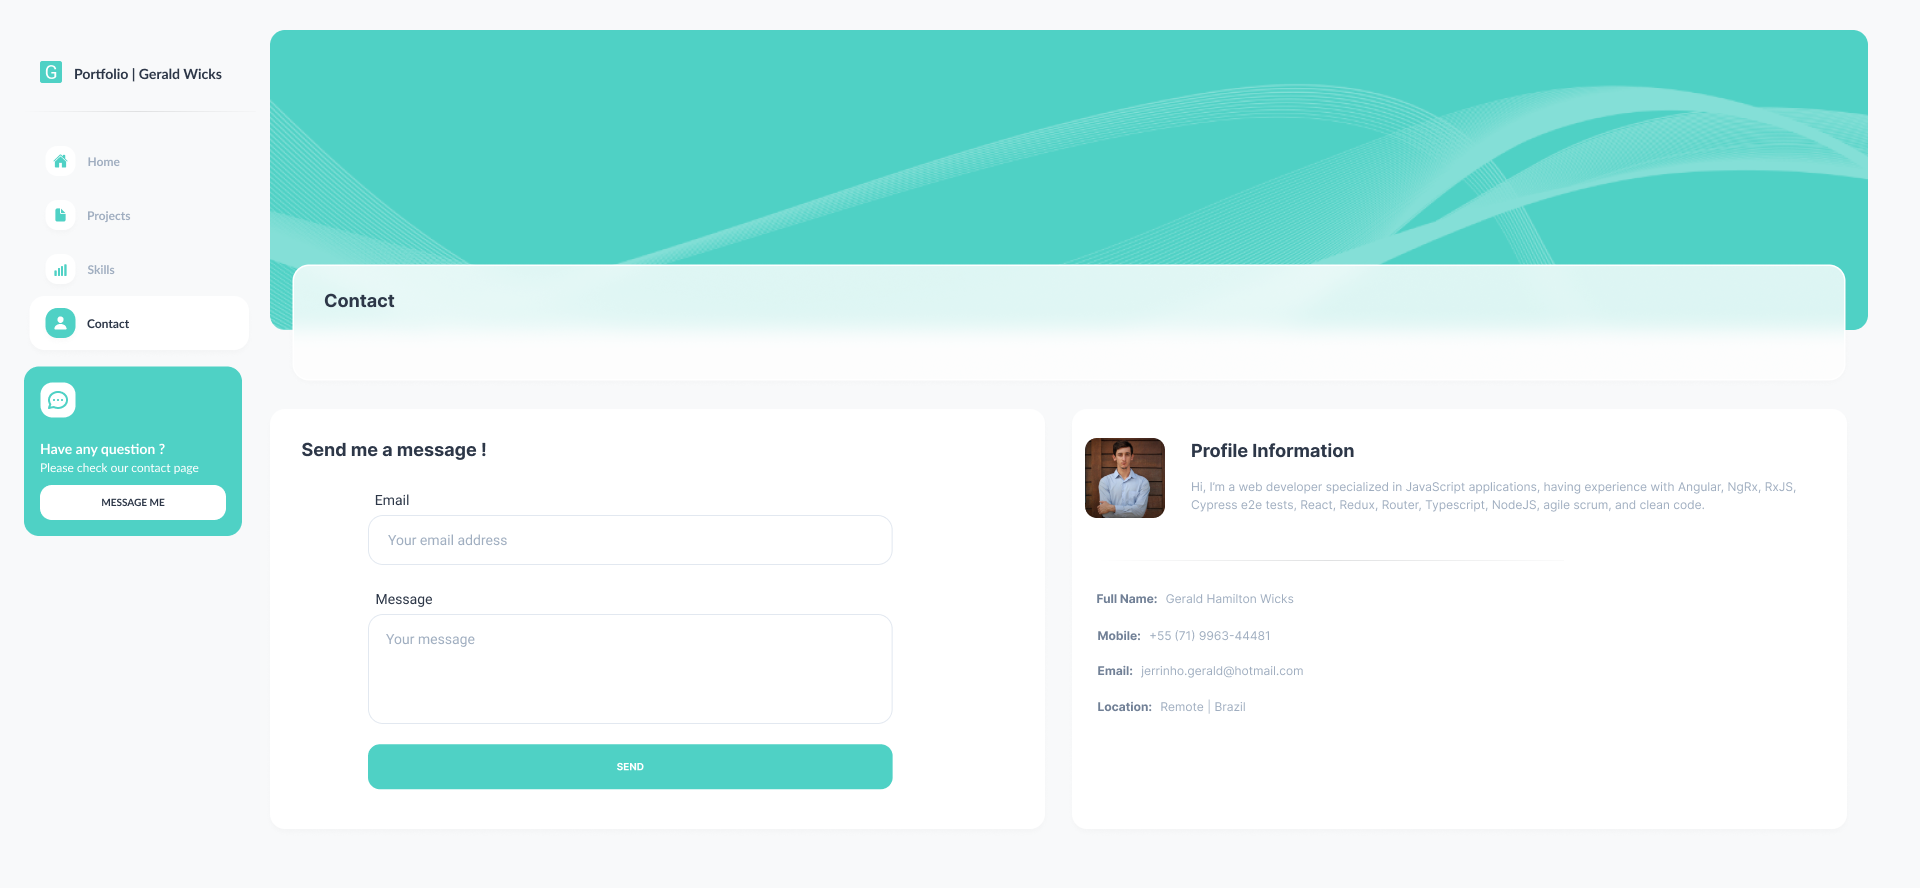 G
Portfolio | Gerald Wicks
Home
Projects
Skills
Contact
Have any question ?
Please check our contact page
MESSAGE ME
Contact
Send me a message !
Email
Your email address
Message
Your message
SEND
Profile Information
Hi, I'm a web developer specialized in JavaScript applications, having experience with Angular, NgRx, RxJS,
Cypress e2e tests, React, Redux, Router, Typescript, NodeJS, agile scrum, and clean code.
Full Name: Gerald Hamilton Wicks
Mobile: +55 (71) 9963-44481
Email: jerrinho.gerald@hotmail.com
Location: Remote | Brazil